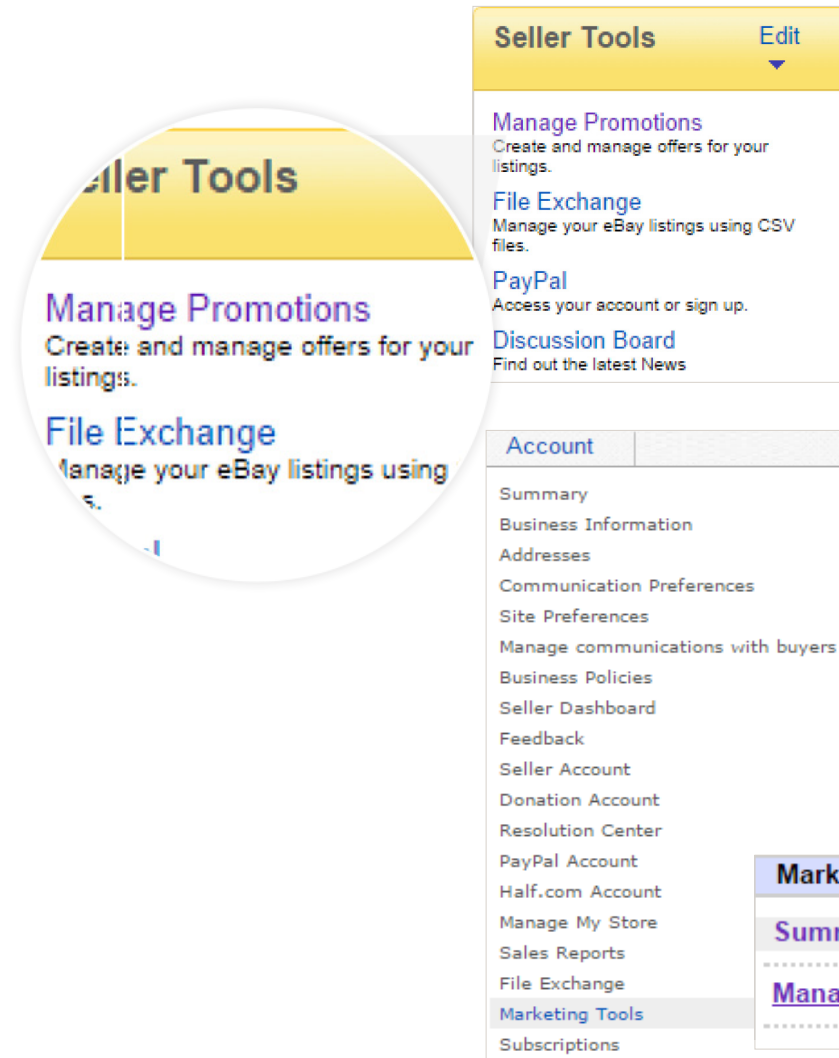 Seller Tools Edit
Manage Promotions
Create and manage offers for your
listings.
File Exchange
Manage your eBay listings using CSV
files.
PayPal
Access your account or sign up.
Discussion Board
Find out the latest News
Seller Tools
Manage Promotions
Create and manage offers for your
listings.
File Exchange
Manage your eBay listings using
Account
Summary
Business Information
Addresses
Communication Preferences
Site Preferences
Manage communications with buyers
Business Policies
Seller Dashboard
Feedback
Seller Account
Donation Account
Resolution Center
PayPal Account
Half.com Account
Manage My Store
Sales Reports
File Exchange
Marketing Tools
Subscriptions
Mark
Summ
Mana